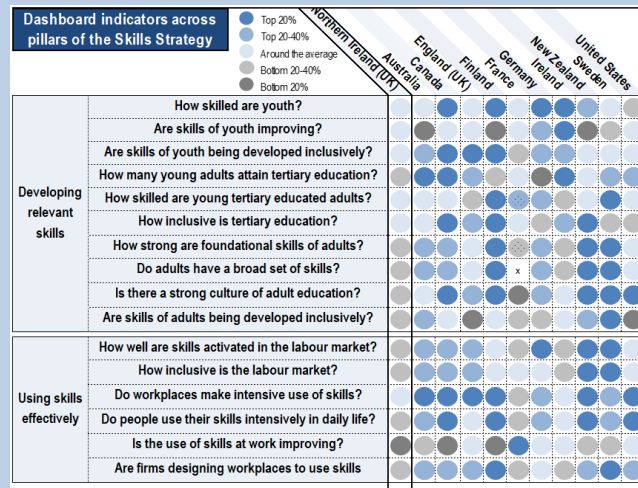 Dashboard indicators across
pillars of the Skills Strategy
Top 20%
Top 20-40%
Around the average
Bottom 20-40%
Bottom 20%
Northern Ireland (UK)
Australia
Canada
England (UK)
Finland
France
Germany
Ireland
New Zealand
Sweden
United States
Developing
relevant
skills
How skilled are youth?
Are skills of youth improving?
Are skills of youth being developed inclusively?
How many young adults attain tertiary education?
How skilled are young tertiary educated adults?
How inclusive is tertiary education?
How strong are foundational skills of adults?
Do adults have a broad set of skills?
x
Is there a strong culture of adult education?
Are skills of adults being developed inclusively?
Using skills
effectively
How well are skills activated in the labour market?
How inclusive is the labour market?
Do workplaces make intensive use of skills?
Do people use their skills intensively in daily life?
Is the use of skills at work improving?
Are firms designing workplaces to use skills